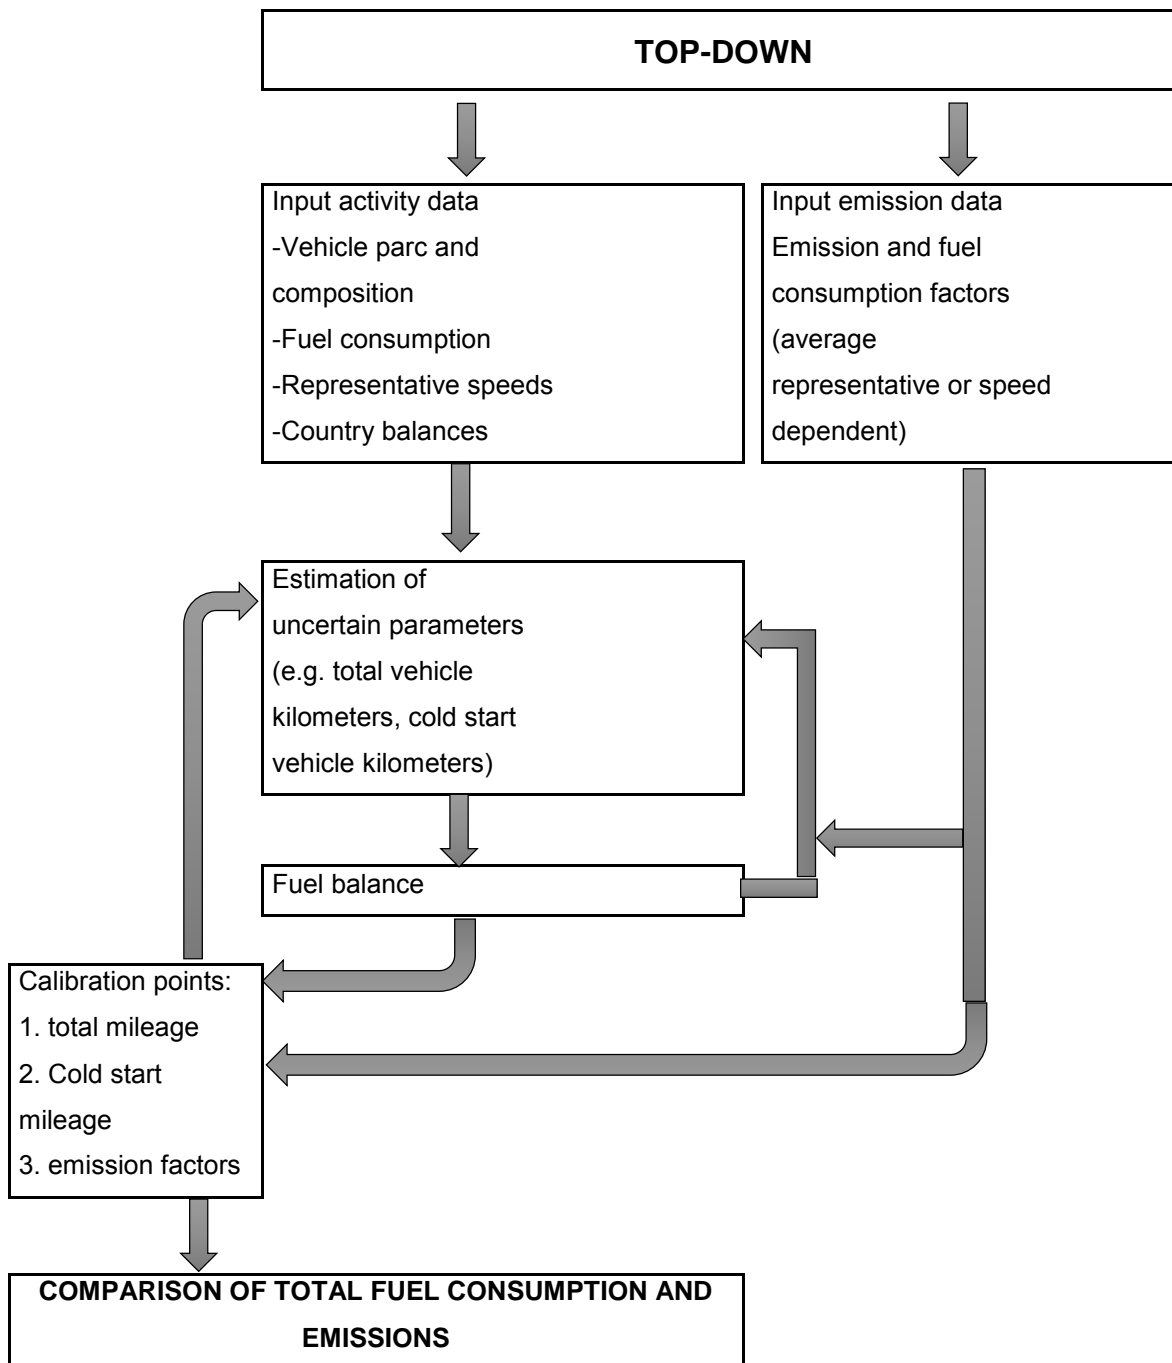 TOP-DOWN
Input activity data
-Vehicle parc and
composition
-Fuel consumption
-Representative speeds
-Country balances
Input emission data
Emission and fuel
consumption factors
(average
representative or speed
dependent)
Estimation of
uncertain parameters
(e.g. total vehicle
kilometers, cold start
vehicle kilometers)
Fuel balance
Calibration points:
1. total mileage
2. Cold start
mileage
3. emission factors
COMPARISON OF TOTAL FUEL CONSUMPTION AND
EMISSIONS